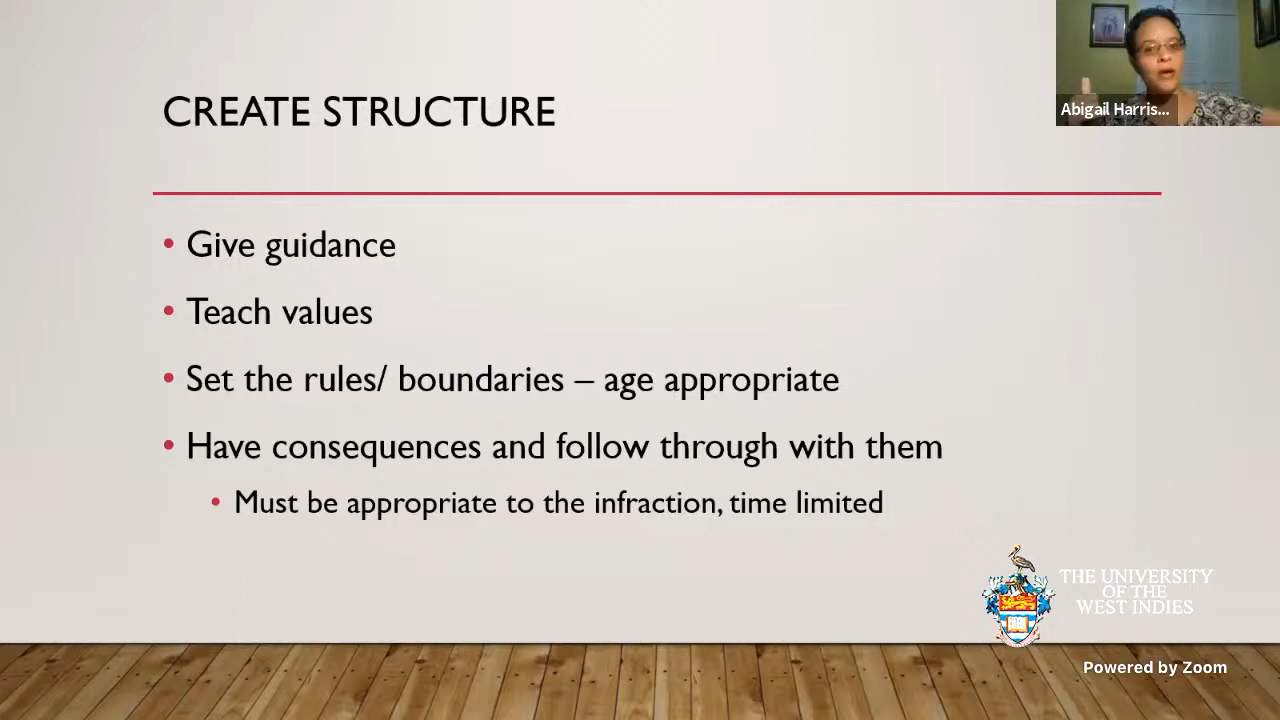 CREATE STRUCTURE
Abigail Harris...
• Give guidance
• Teach values
• Set the rules/ boundaries – age appropriate
• Have consequences and follow through with them
• Must be appropriate to the infraction, time limited
THE UNIVERSITY
OF THE
WEST INDIES
Powered by Zoom